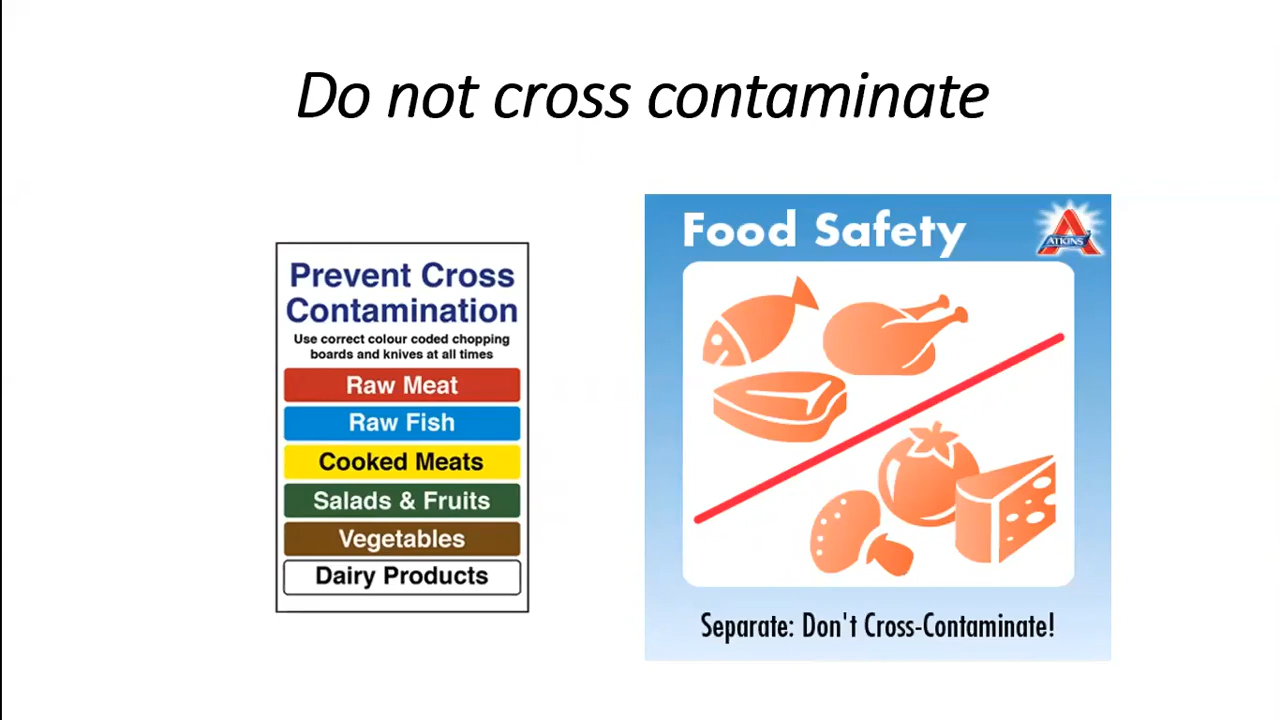 Do not cross contaminate
Prevent Cross
Contamination
Use correct colour coded chopping
boards and knives at all times
Raw Meat
Raw Fish
Cooked Meats
Salads & Fruits
Vegetables
Dairy Products
Food Safety
ATKINS
Separate: Don't Cross-Contaminate!